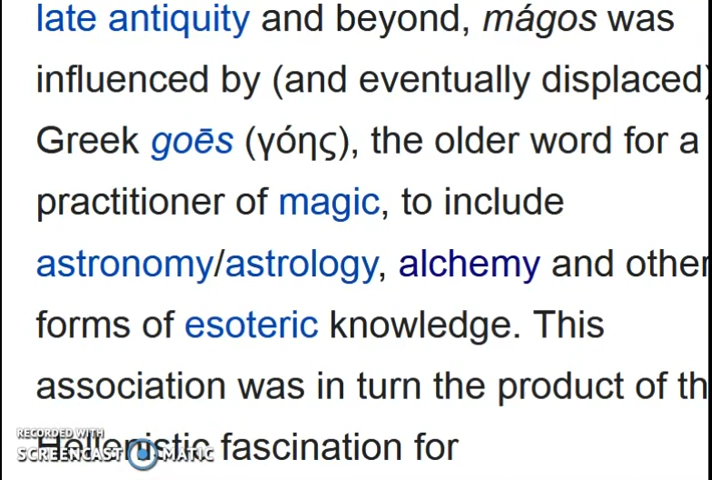 late antiquity and beyond, mágos was
influenced by (and eventually displaced)
Greek goēs (γόης), the older word for a
practitioner of magic, to include
astronomy/astrology, alchemy and other
forms of esoteric knowledge. This
association was in turn the product of th
Hellenistic fascination for
RECORDED WITH
SCREENCAST MATIC